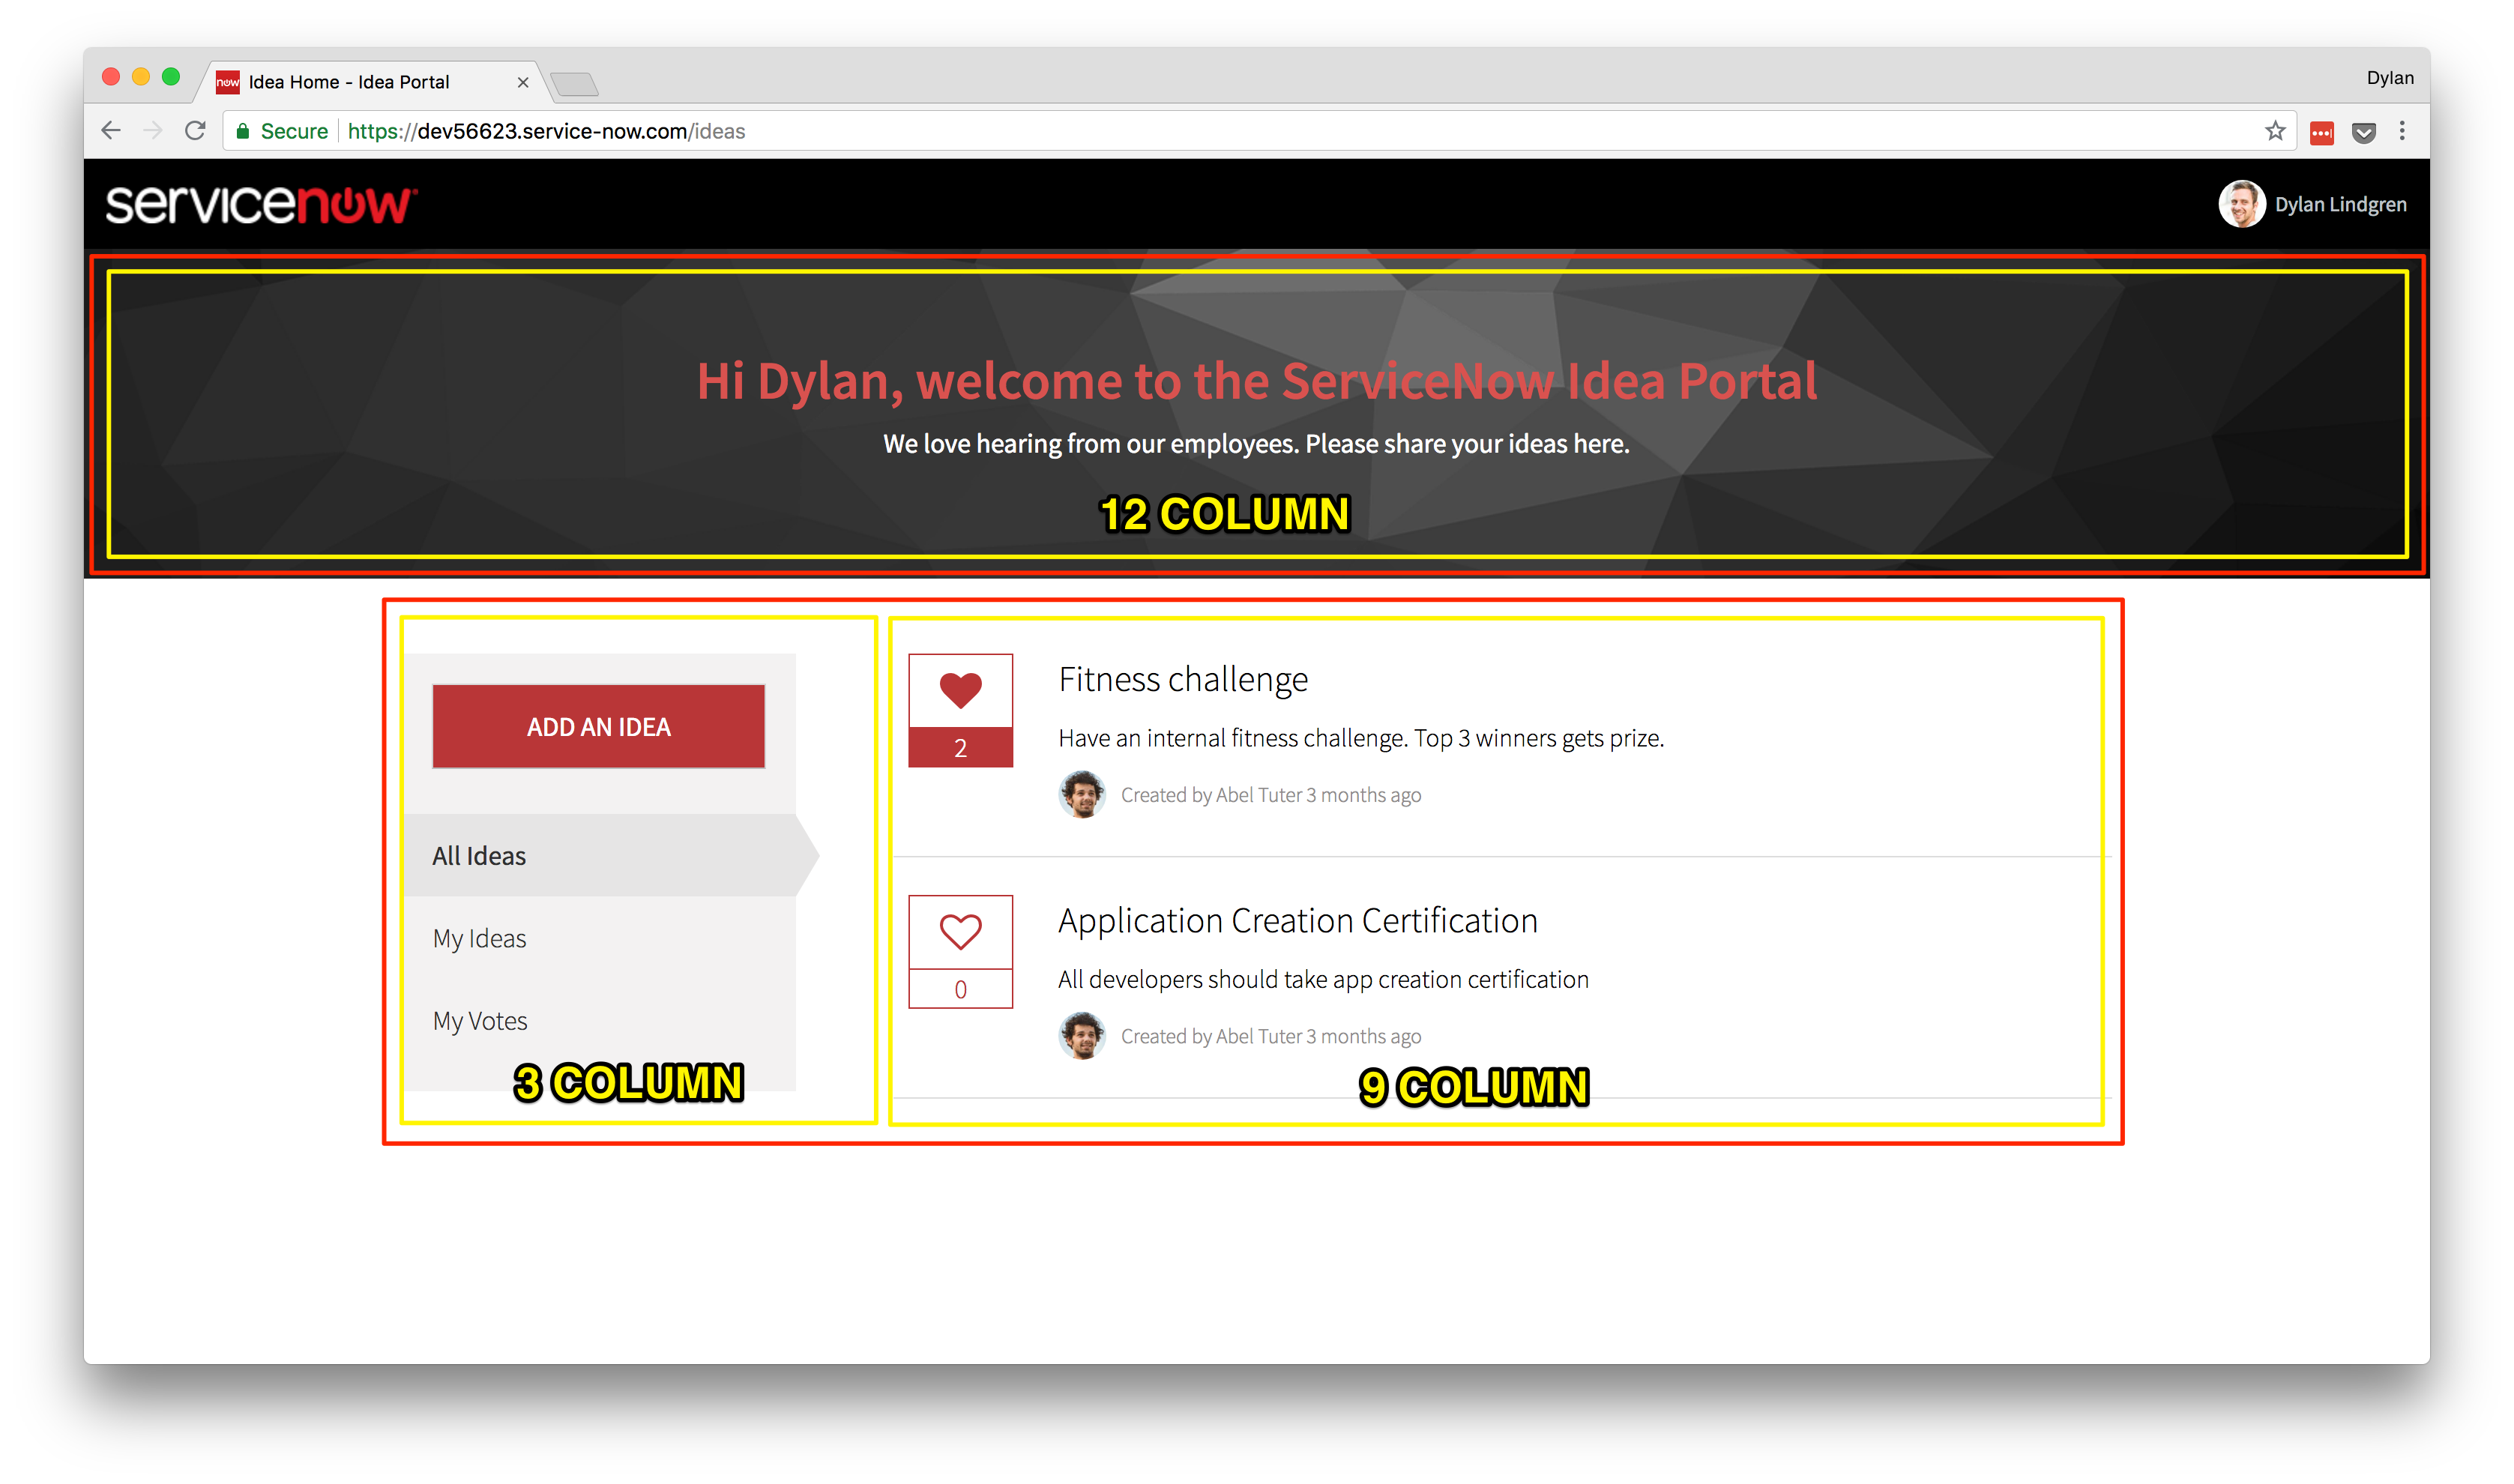 now Idea Home - Idea Portal
Dylan
Secure https://dev56623.service-now.com/ideas
servicenow
Dylan Lindgren
Hi Dylan, welcome to the ServiceNow Idea Portal
We love hearing from our employees. Please share your ideas here.
12 COLUMN
ADD AN IDEA
All Ideas
My Ideas
My Votes
3 COLUMN
Fitness challenge
2
Have an internal fitness challenge. Top 3 winners gets prize.
Created by Abel Tuter 3 months ago
Application Creation Certification
0
All developers should take app creation certification
Created by Abel Tuter 3 months ago
9 COLUMN